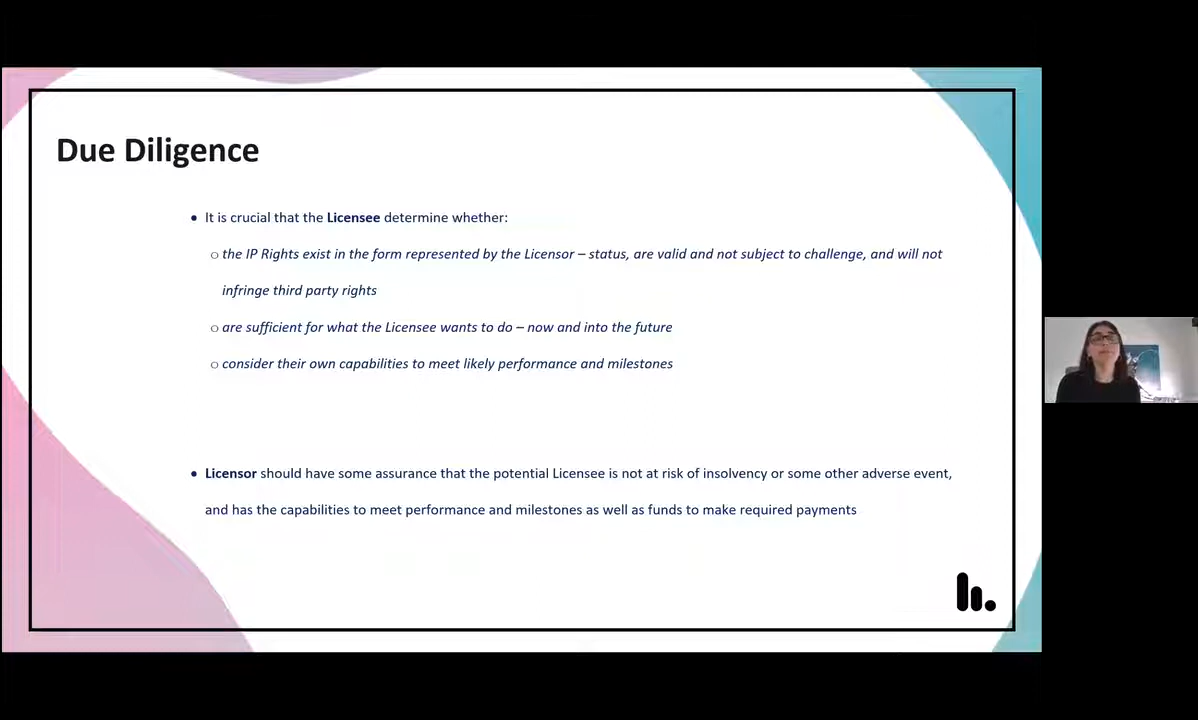 Due Diligence
• It is crucial that the Licensee determine whether:
o the IP Rights exist in the form represented by the Licensor – status, are valid and not subject to challenge, and will not
infringe third party rights
o are sufficient for what the Licensee wants to do – now and into the future
o consider their own capabilities to meet likely performance and milestones
• Licensor should have some assurance that the potential Licensee is not at risk of insolvency or some other adverse event,
and has the capabilities to meet performance and milestones as well as funds to make required payments